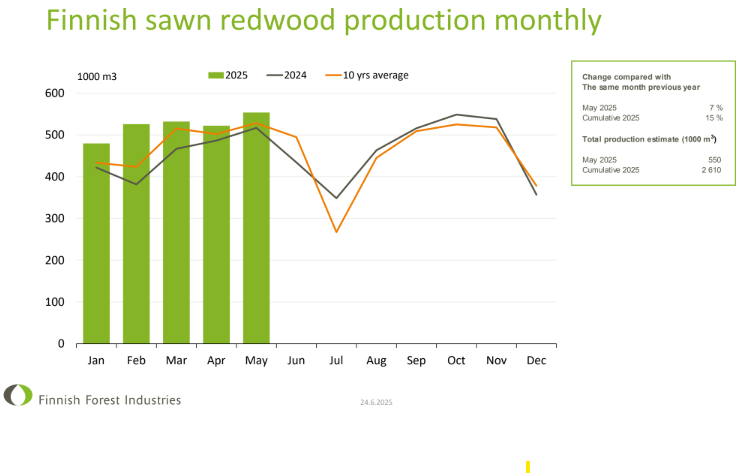 Finnish sawn redwood production monthly
1000 m3
2025
2024
10 yrs average
600
500
400
300
200
100
0
Jan Feb Mar Apr May Jun Jul Aug Sep Oct Nov Dec
Change compared with
The same month previous year
May 2025 7 %
Cumulative 2025 15 %
Total production estimate (1000 m³)
May 2025 550
Cumulative 2025 2 610
Finnish Forest Industries
24.6.2025